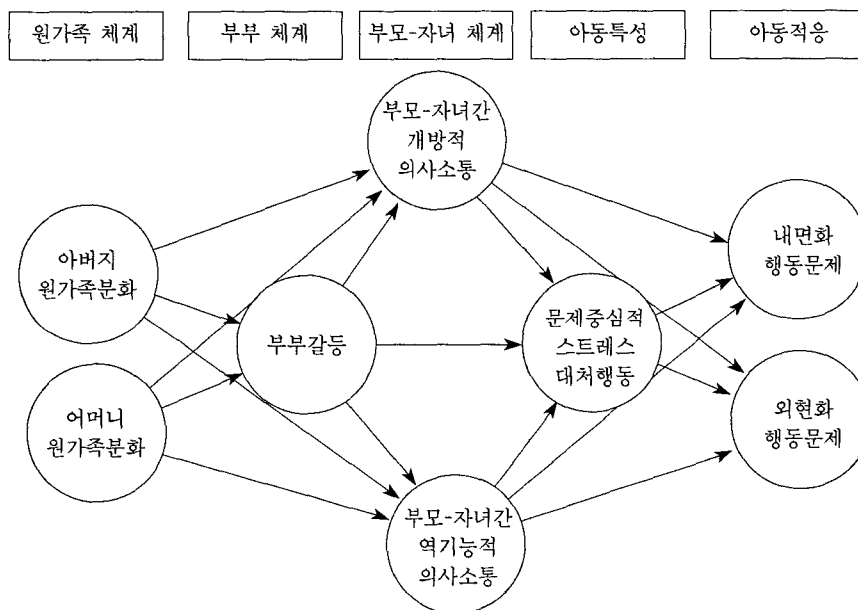 원가족 체계
부부 체계
부모-자녀 체계
아동특성
아동적응
부모-자녀간
개방적
의사소통
아버지
원가족분화
어머니
원가족분화
부부갈등
문제중심적
스트레스
대처행동
내면화
행동문제
외현화
행동문제
부모-자녀간
역기능적
의사소통